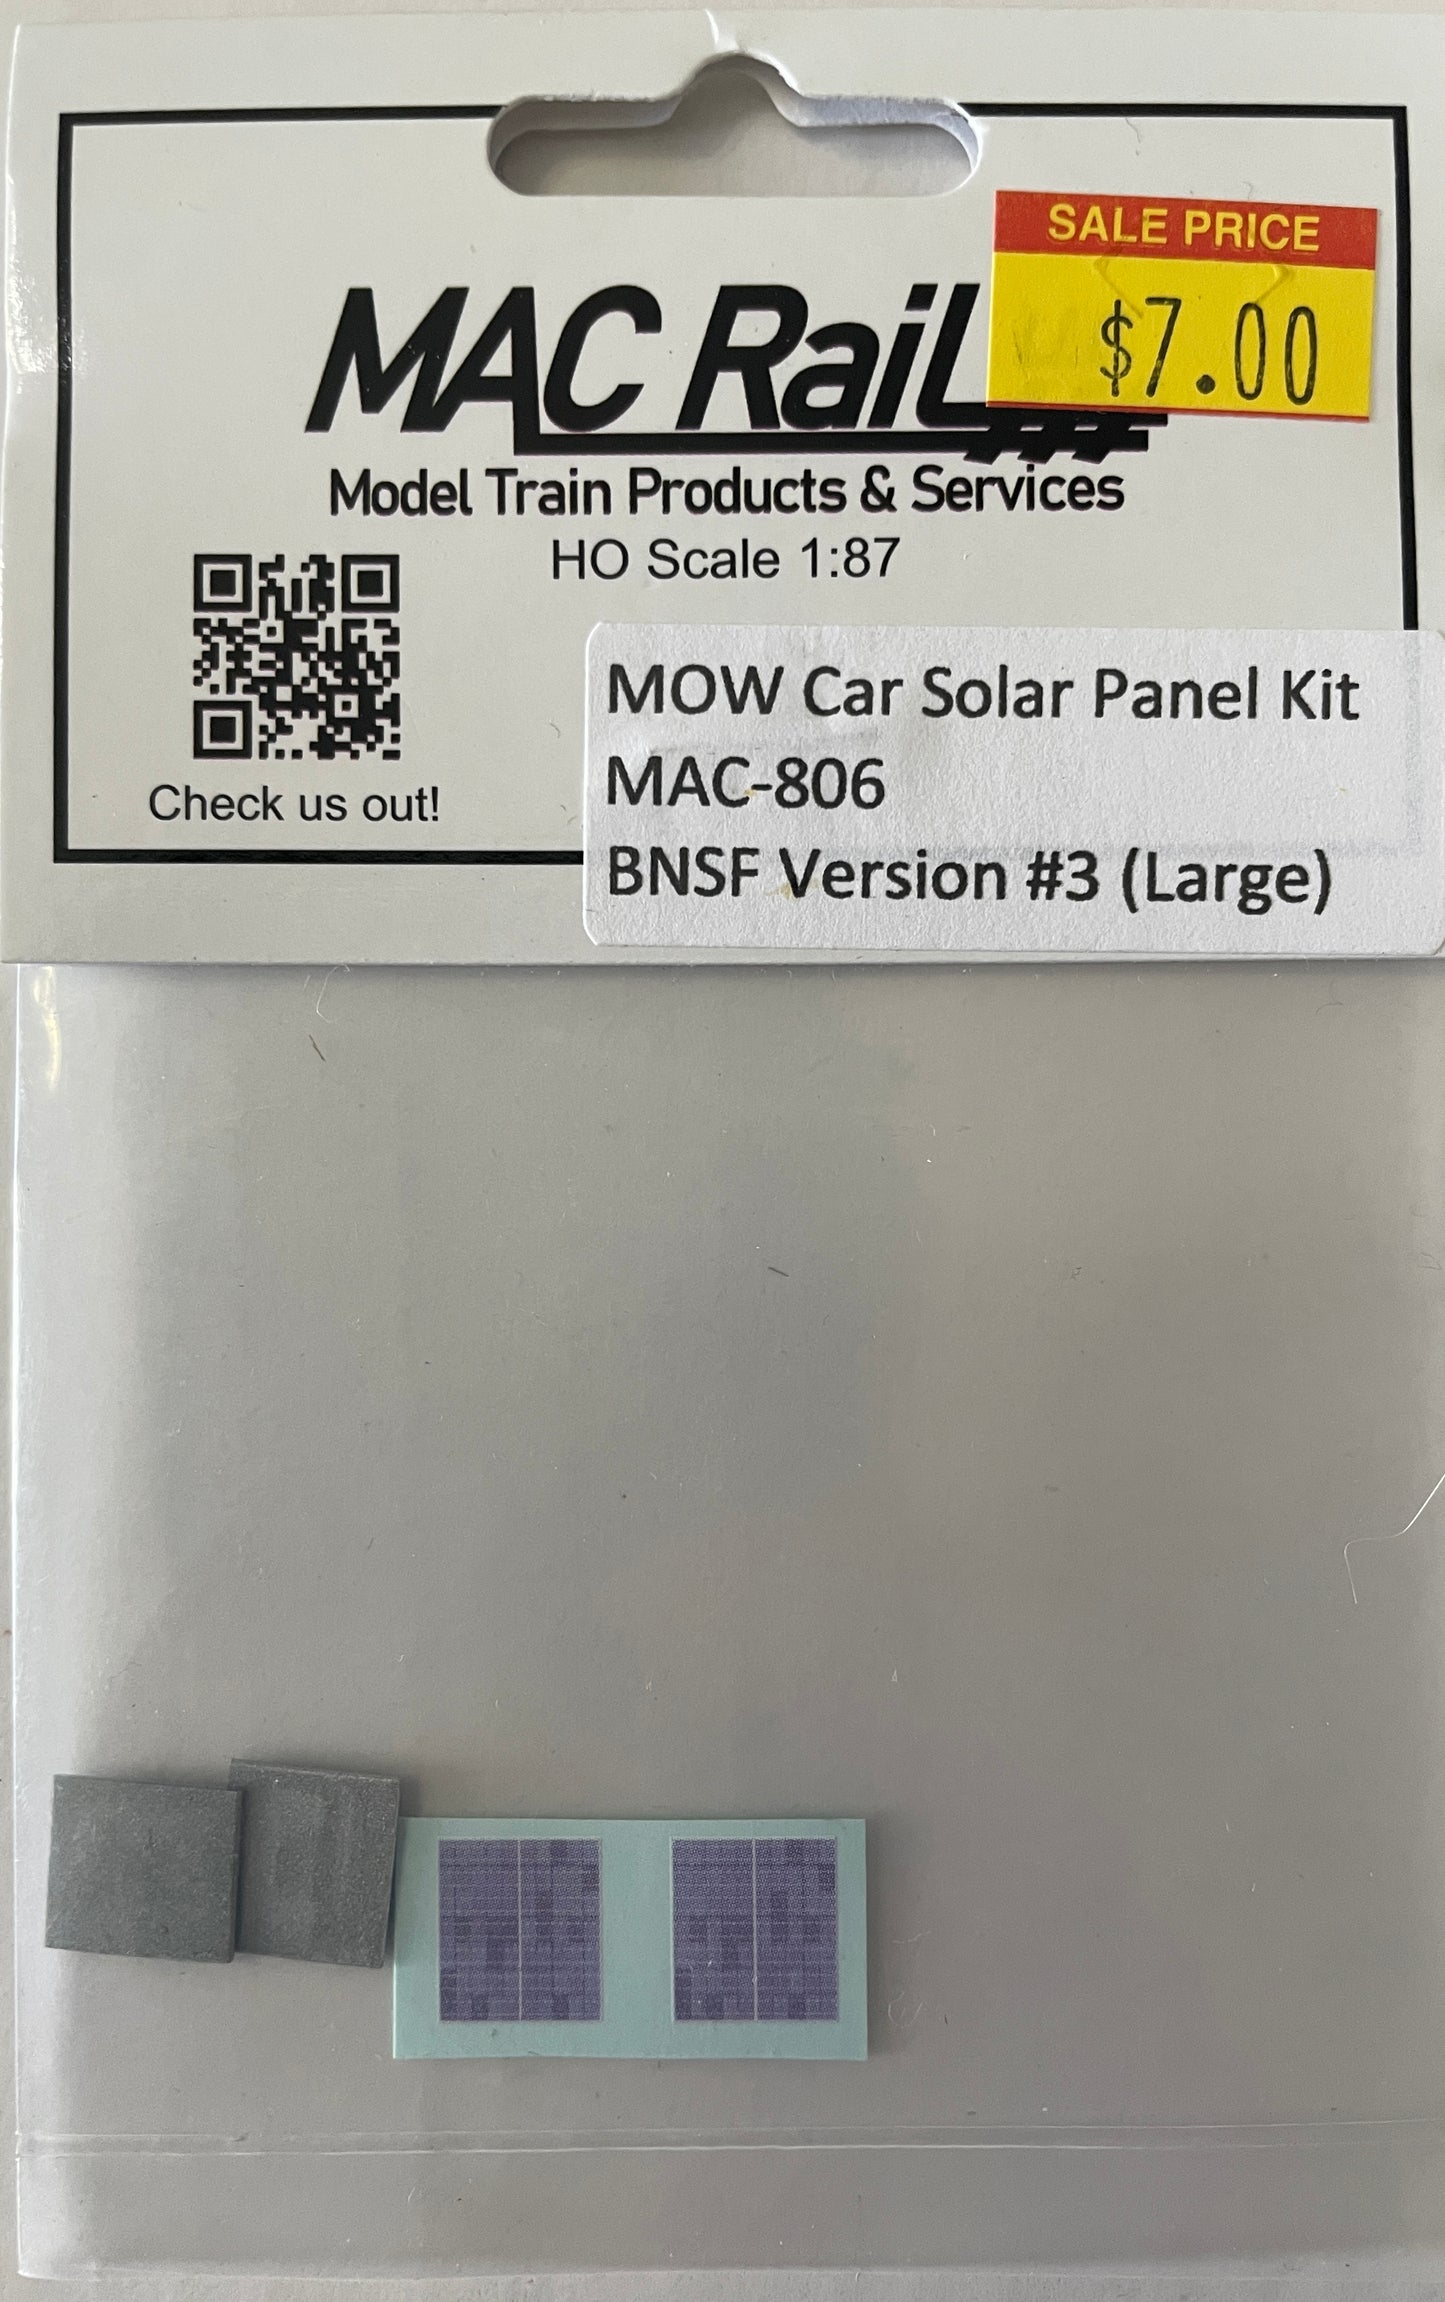 SALE PRICE
$7.00
MAC RaiL
Model Train Products & Services
HO Scale 1:87
Check us out!
MOW Car Solar Panel Kit
MAC-806
BNSF Version #3 (Large)